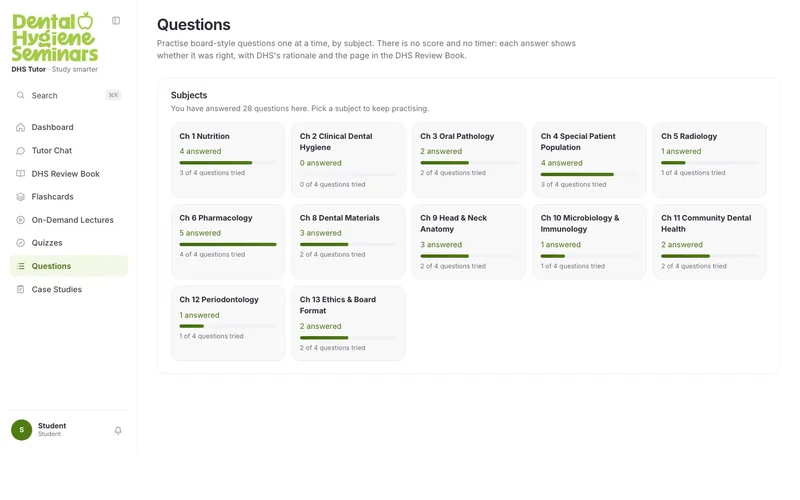 Dental
Hygiene
Seminars
DHS Tutor · Study smarter
Search
⌘K
Dashboard
Tutor Chat
DHS Review Book
Flashcards
On-Demand Lectures
Quizzes
Questions
Case Studies
S
Student
Student
Questions
Practise board-style questions one at a time, by subject. There is no score and no timer: each answer shows
whether it was right, with DHS's rationale and the page in the DHS Review Book.
Subjects
You have answered 28 questions here. Pick a subject to keep practising.
Ch 1 Nutrition
4 answered
3 of 4 questions tried
Ch 2 Clinical Dental
Hygiene
0 answered
0 of 4 questions tried
Ch 3 Oral Pathology
2 answered
2 of 4 questions tried
Ch 4 Special Patient
Population
4 answered
3 of 4 questions tried
Ch 5 Radiology
1 answered
1 of 4 questions tried
Ch 6 Pharmacology
5 answered
4 of 4 questions tried
Ch 8 Dental Materials
3 answered
2 of 4 questions tried
Ch 9 Head & Neck
Anatomy
3 answered
2 of 4 questions tried
Ch 10 Microbiology &
Immunology
1 answered
1 of 4 questions tried
Ch 11 Community Dental
Health
2 answered
2 of 4 questions tried
Ch 12 Periodontology
1 answered
1 of 4 questions tried
Ch 13 Ethics & Board
Format
2 answered
2 of 4 questions tried